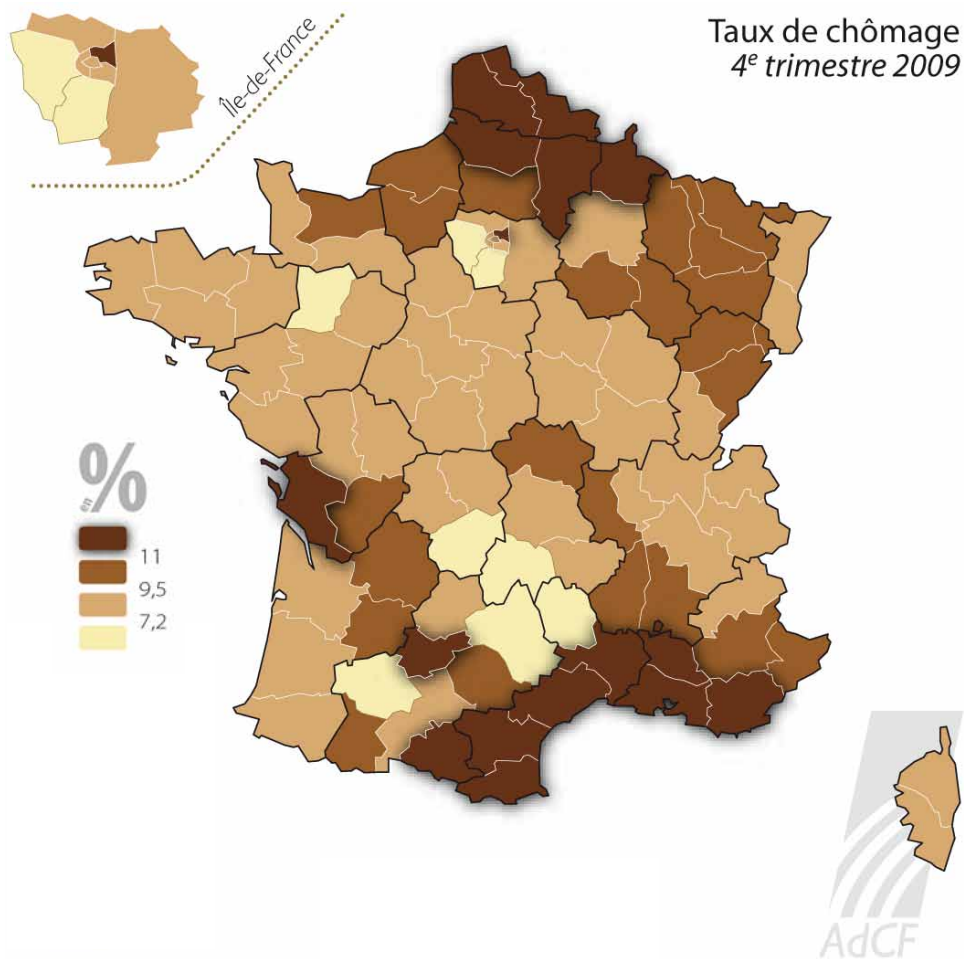 Taux de chômage
4e trimestre 2009
Île-de-France
%
en
11
9,5
7,2
AdCF